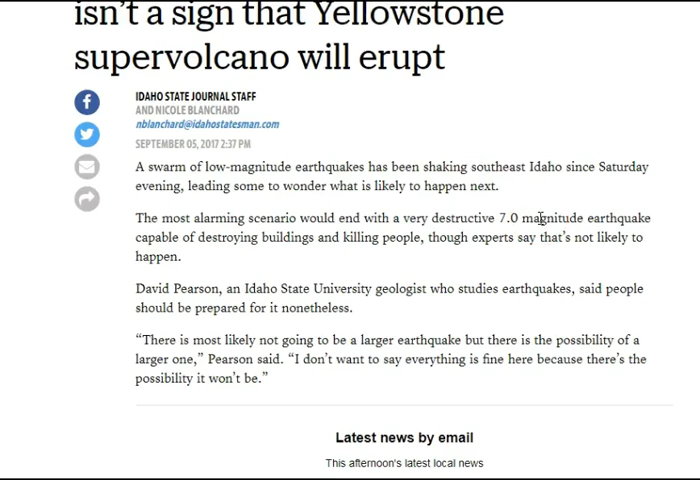 isn't a sign that Yellowstone
supervolcano will erupt
IDAHO STATE JOURNAL STAFF
AND NICOLE BLANCHARD
nblanchard@idahostatesman.com
SEPTEMBER 05, 2017 2:37 PM
A swarm of low-magnitude earthquakes has been shaking southeast Idaho since Saturday
evening, leading some to wonder what is likely to happen next.
The most alarming scenario would end with a very destructive 7.0 magnitude earthquake
capable of destroying buildings and killing people, though experts say that's not likely to
happen.
David Pearson, an Idaho State University geologist who studies earthquakes, said people
should be prepared for it nonetheless.
“There is most likely not going to be a larger earthquake but there is the possibility of a
larger one,” Pearson said. “I don't want to say everything is fine here because there's the
possibility it won't be.”
Latest news by email
This afternoon's latest local news